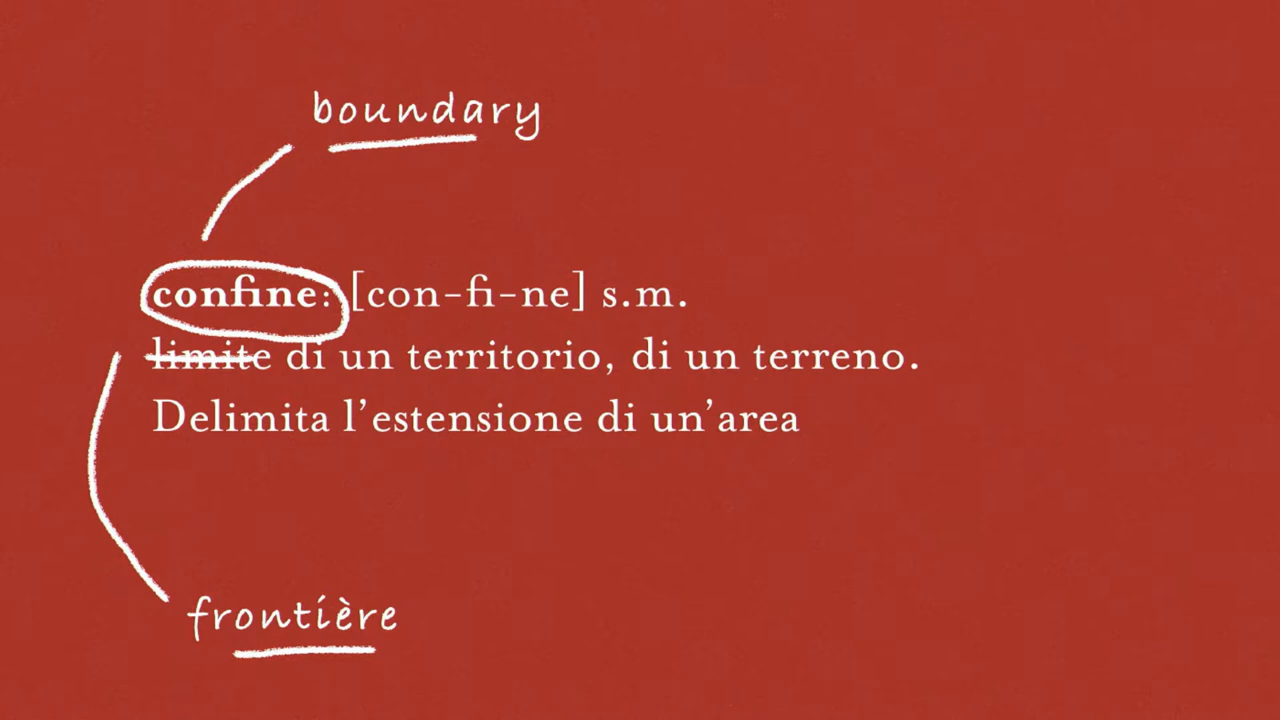 boundary
confine: [con-fi-ne] s.m.
limite di un territorio, di un terreno.
Delimita l’estensione di un’area
frontière